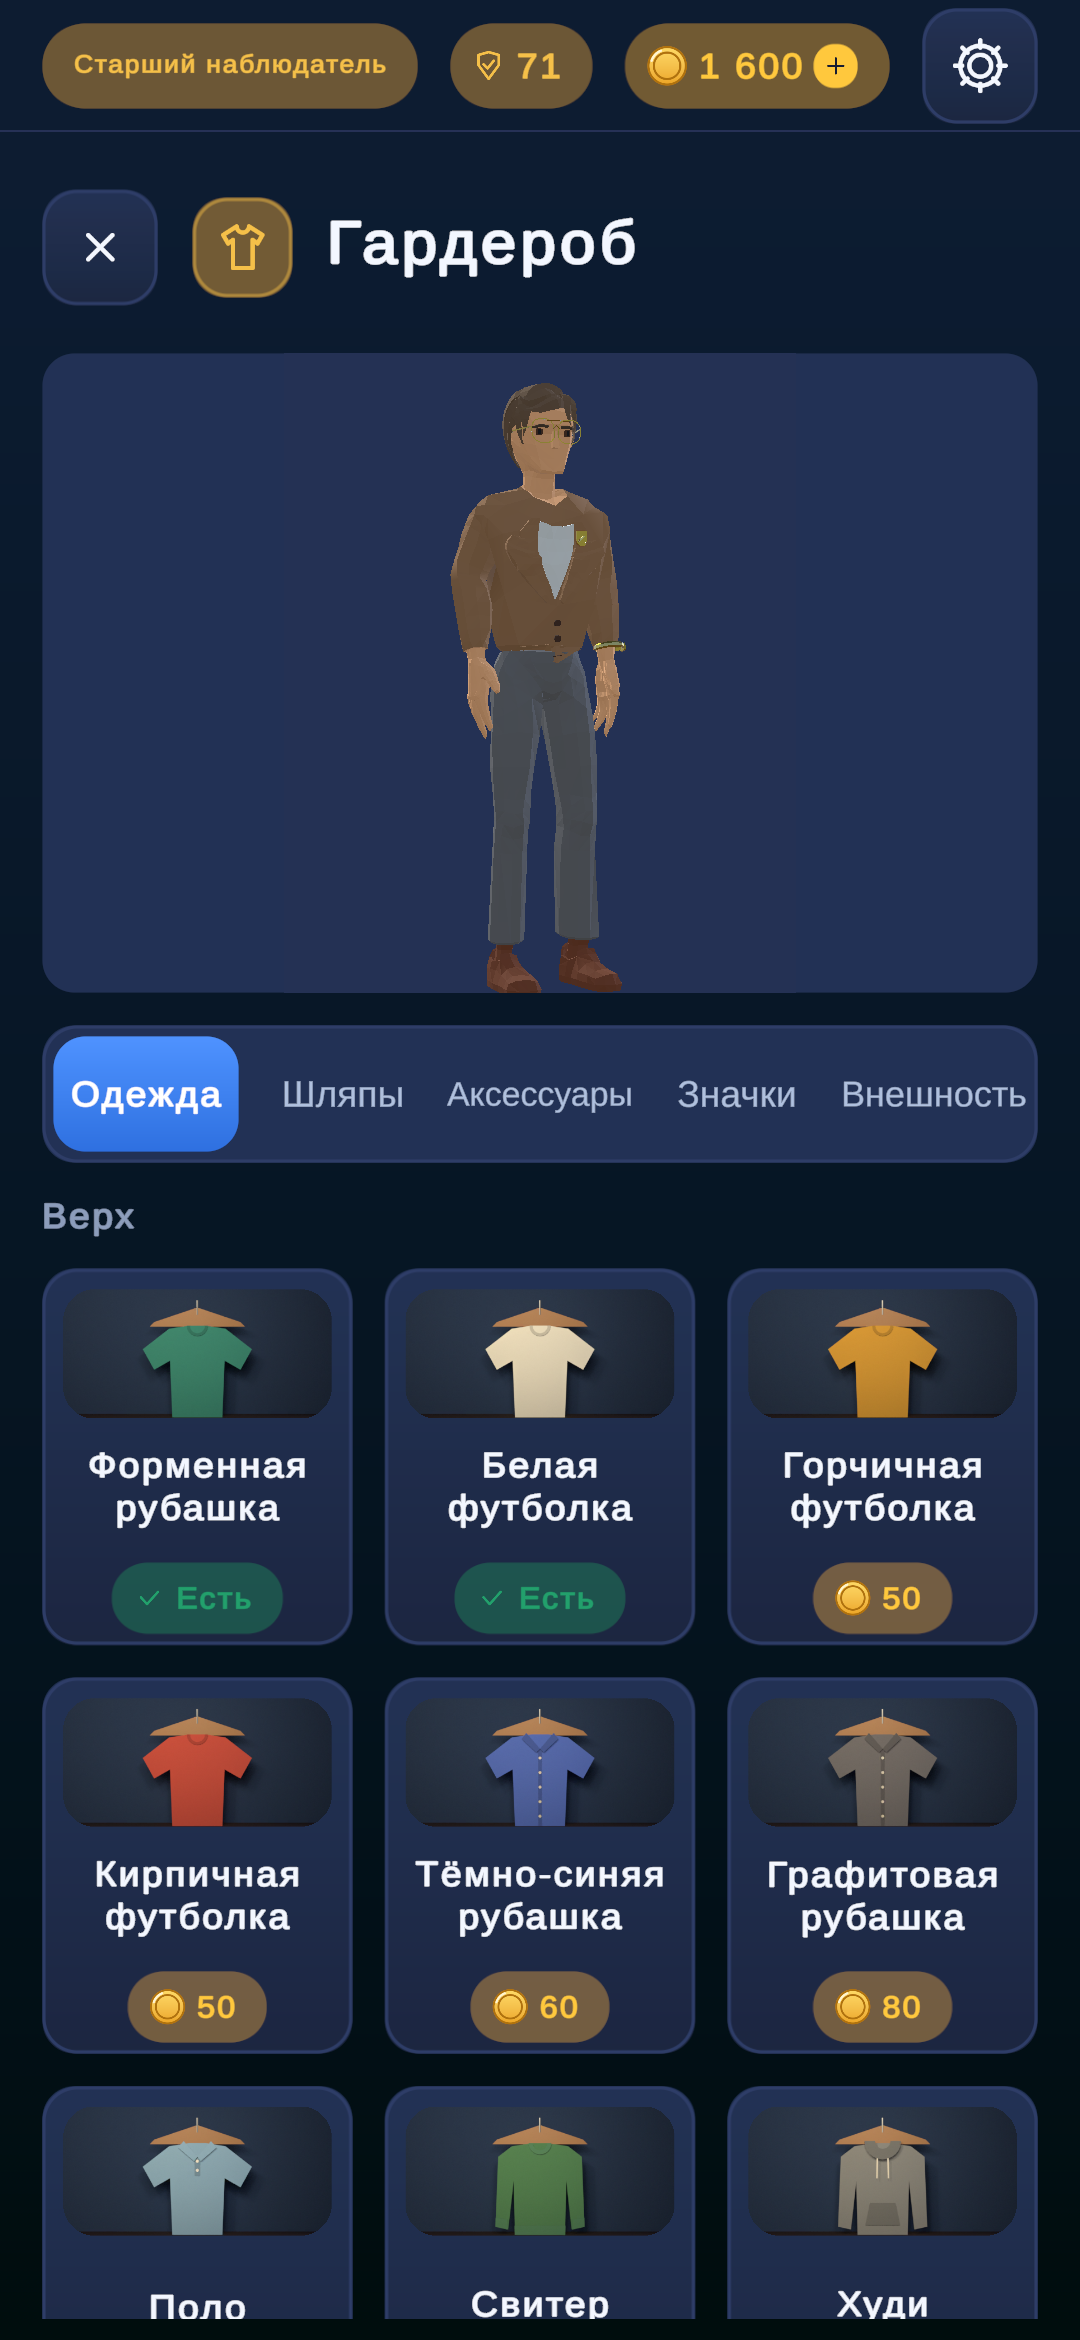 Старший наблюдатель
71
1 600
Гардероб
Одежда Шляпы Аксессуары Значки Внешность
Верх
Форменная рубашка
Есть
Белая футболка
Есть
Горчичная футболка
50
Кирпичная футболка
50
Тёмно-синяя рубашка
60
Графитовая рубашка
80
Поло
Свитер
Худи